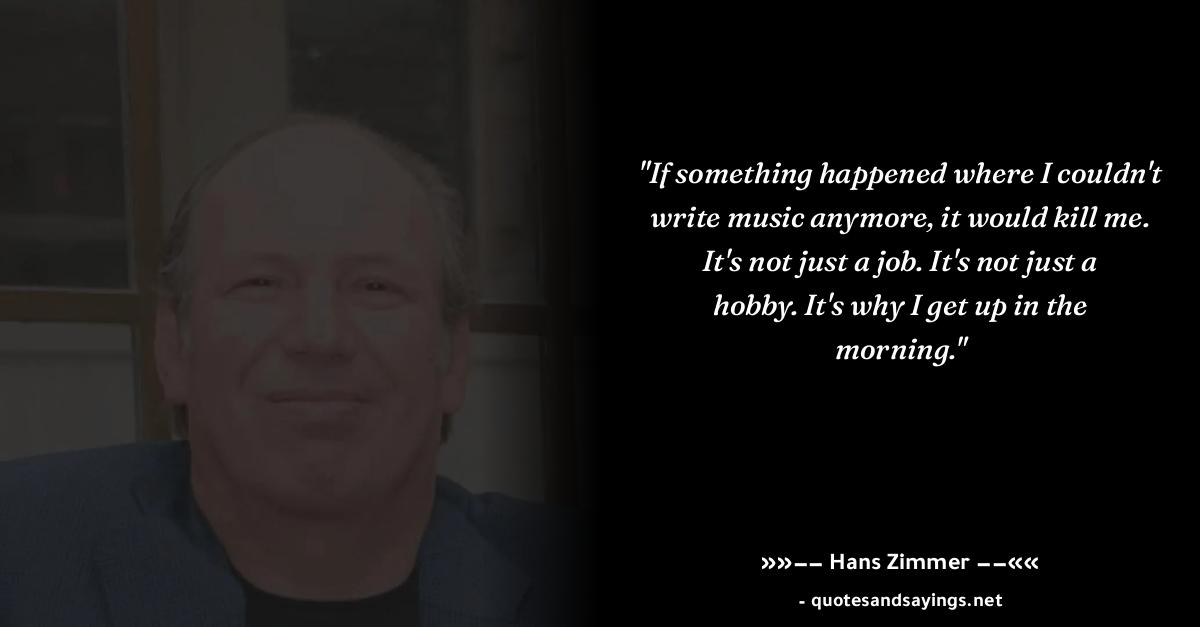 "If something happened where I couldn't
write music anymore, it would kill me.
It's not just a job. It's not just a
hobby. It's why I get up in the
morning."
»»–– Hans Zimmer ––««
- quotesandsayings.net